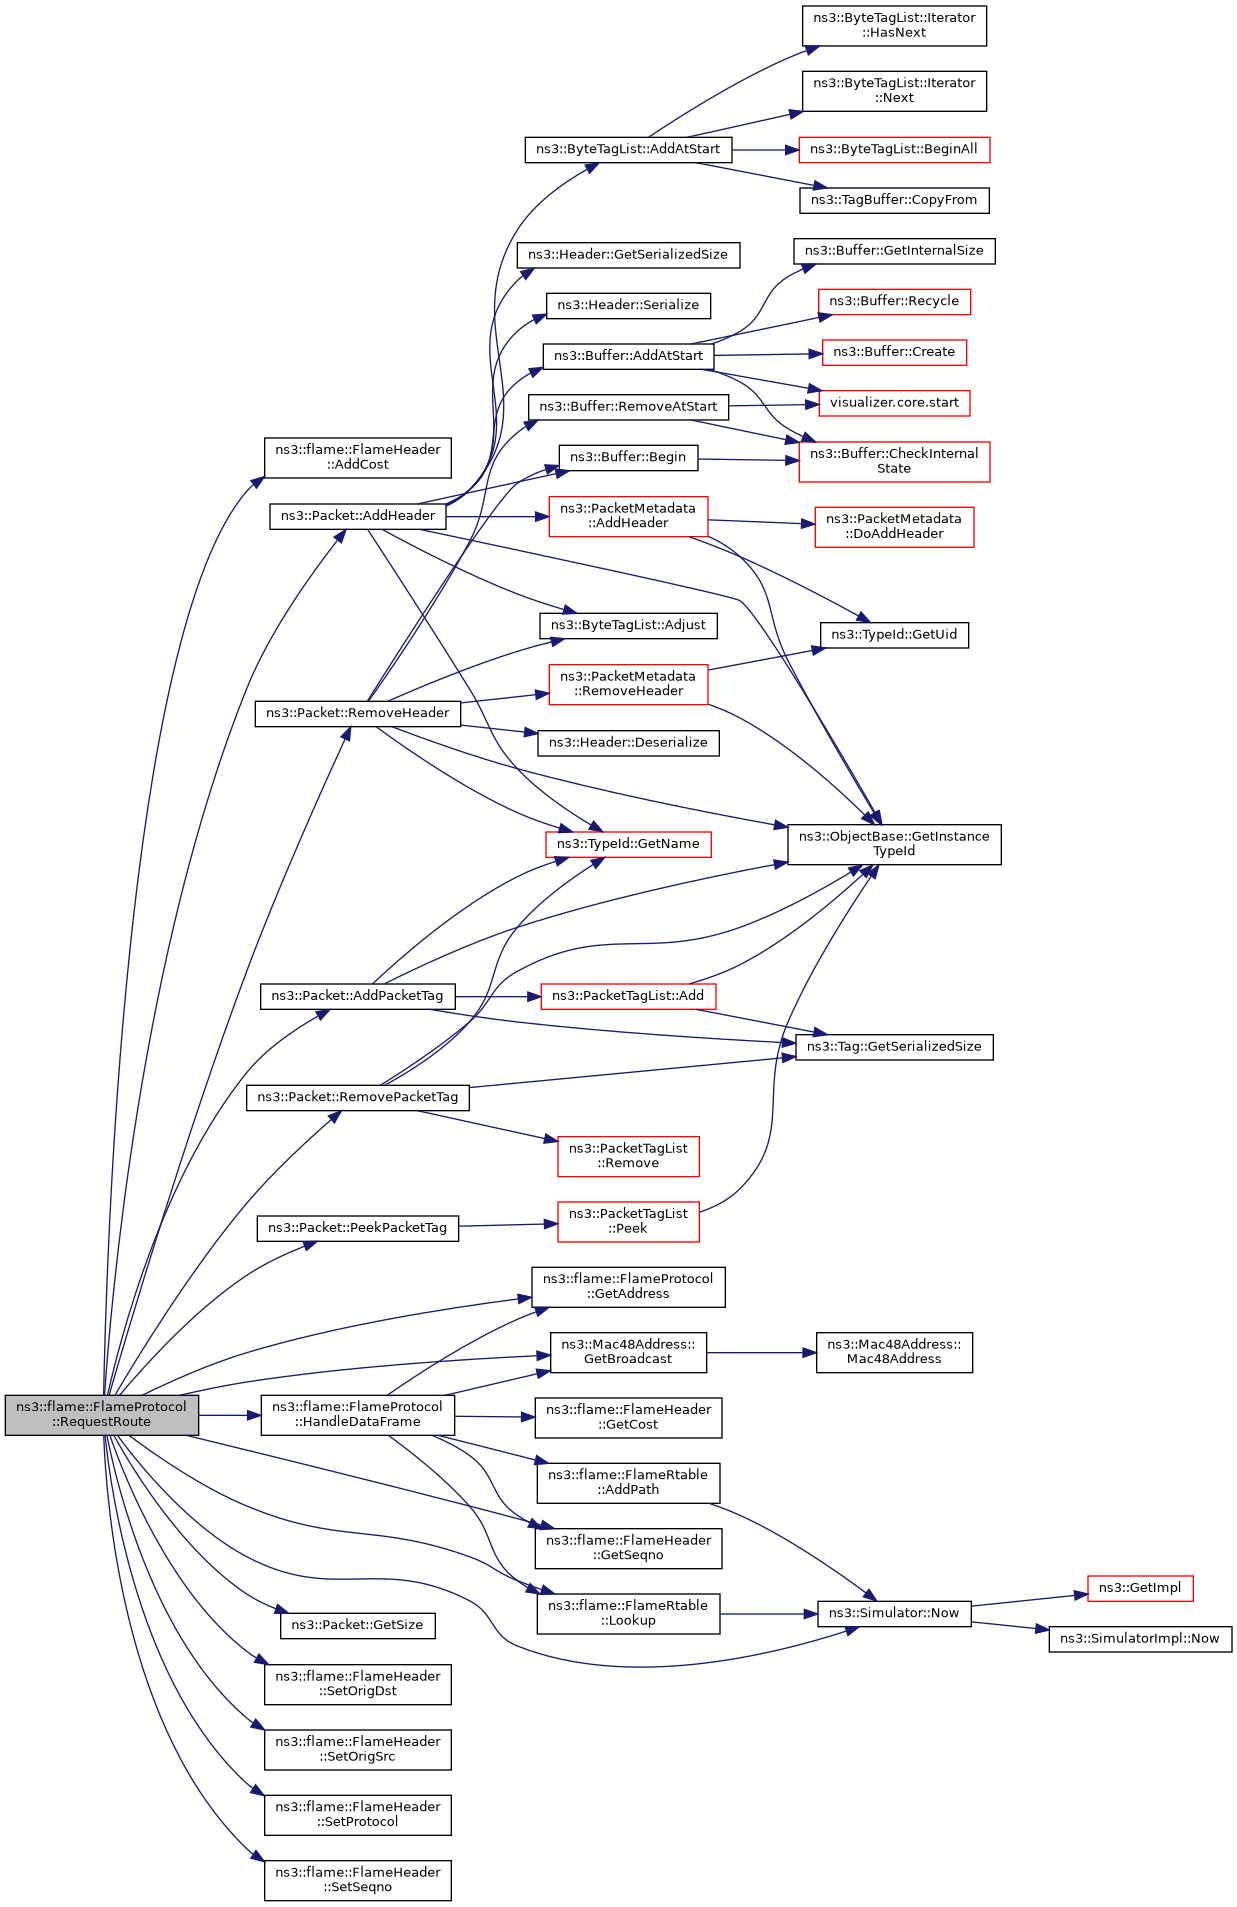 ns3::ByteTagList::Iterator
::HasNext
ns3::ByteTagList::Iterator
::Next
ns3::ByteTagList::AddAtStart
ns3::ByteTagList::BeginAll
ns3::TagBuffer::CopyFrom
ns3::Header::GetSerializedSize
ns3::Buffer::GetInternalSize
ns3::Header::Serialize
ns3::Buffer::Recycle
ns3::Buffer::AddAtStart
ns3::Buffer::Create
ns3::Buffer::RemoveAtStart
visualizer.core.start
ns3::flame::FlameHeader
::AddCost
ns3::Buffer::Begin
ns3::Buffer::CheckInternal
State
ns3::Packet::AddHeader
ns3::PacketMetadata
::AddHeader
ns3::PacketMetadata
::DoAddHeader
ns3::ByteTagList::Adjust
ns3::TypeId::GetUid
ns3::PacketMetadata
::RemoveHeader
ns3::Packet::RemoveHeader
ns3::Header::Deserialize
ns3::TypeId::GetName
ns3::ObjectBase::GetInstance
TypeId
ns3::Packet::AddPacketTag
ns3::PacketTagList::Add
ns3::Tag::GetSerializedSize
ns3::Packet::RemovePacketTag
ns3::PacketTagList
::Remove
ns3::Packet::PeekPacketTag
ns3::PacketTagList
::Peek
ns3::flame::FlameProtocol
::GetAddress
ns3::Mac48Address::
GetBroadcast
ns3::Mac48Address::
Mac48Address
ns3::flame::FlameProtocol
::RequestRoute
ns3::flame::FlameProtocol
::HandleDataFrame
ns3::flame::FlameHeader
::GetCost
ns3::flame::FlameRtable
::AddPath
ns3::flame::FlameHeader
::GetSeqno
ns3::flame::FlameRtable
::Lookup
ns3::Simulator::Now
ns3::GetImpl
ns3::SimulatorImpl::Now
ns3::Packet::GetSize
ns3::flame::FlameHeader
::SetOrigDst
ns3::flame::FlameHeader
::SetOrigSrc
ns3::flame::FlameHeader
::SetProtocol
ns3::flame::FlameHeader
::SetSeqno